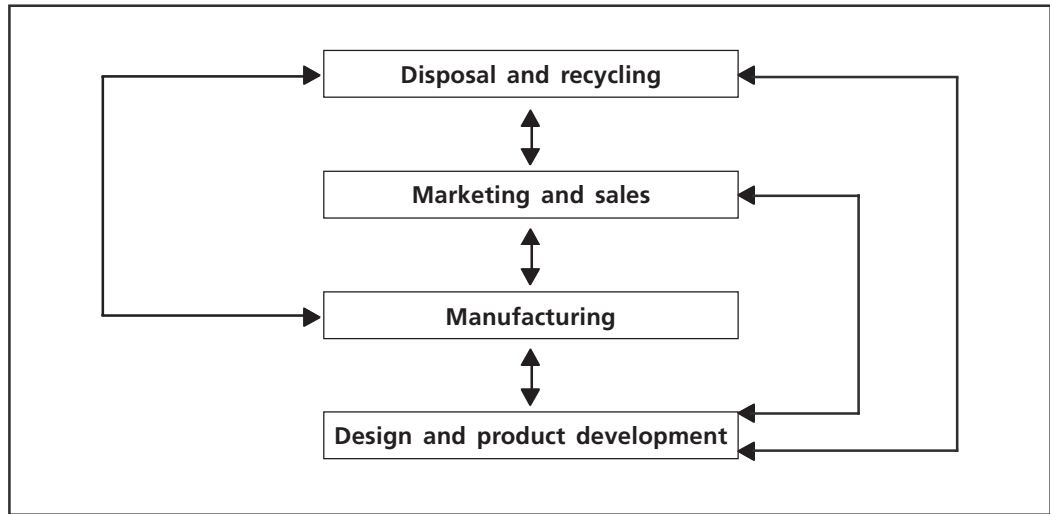 Disposal and recycling
Marketing and sales
Manufacturing
Design and product development